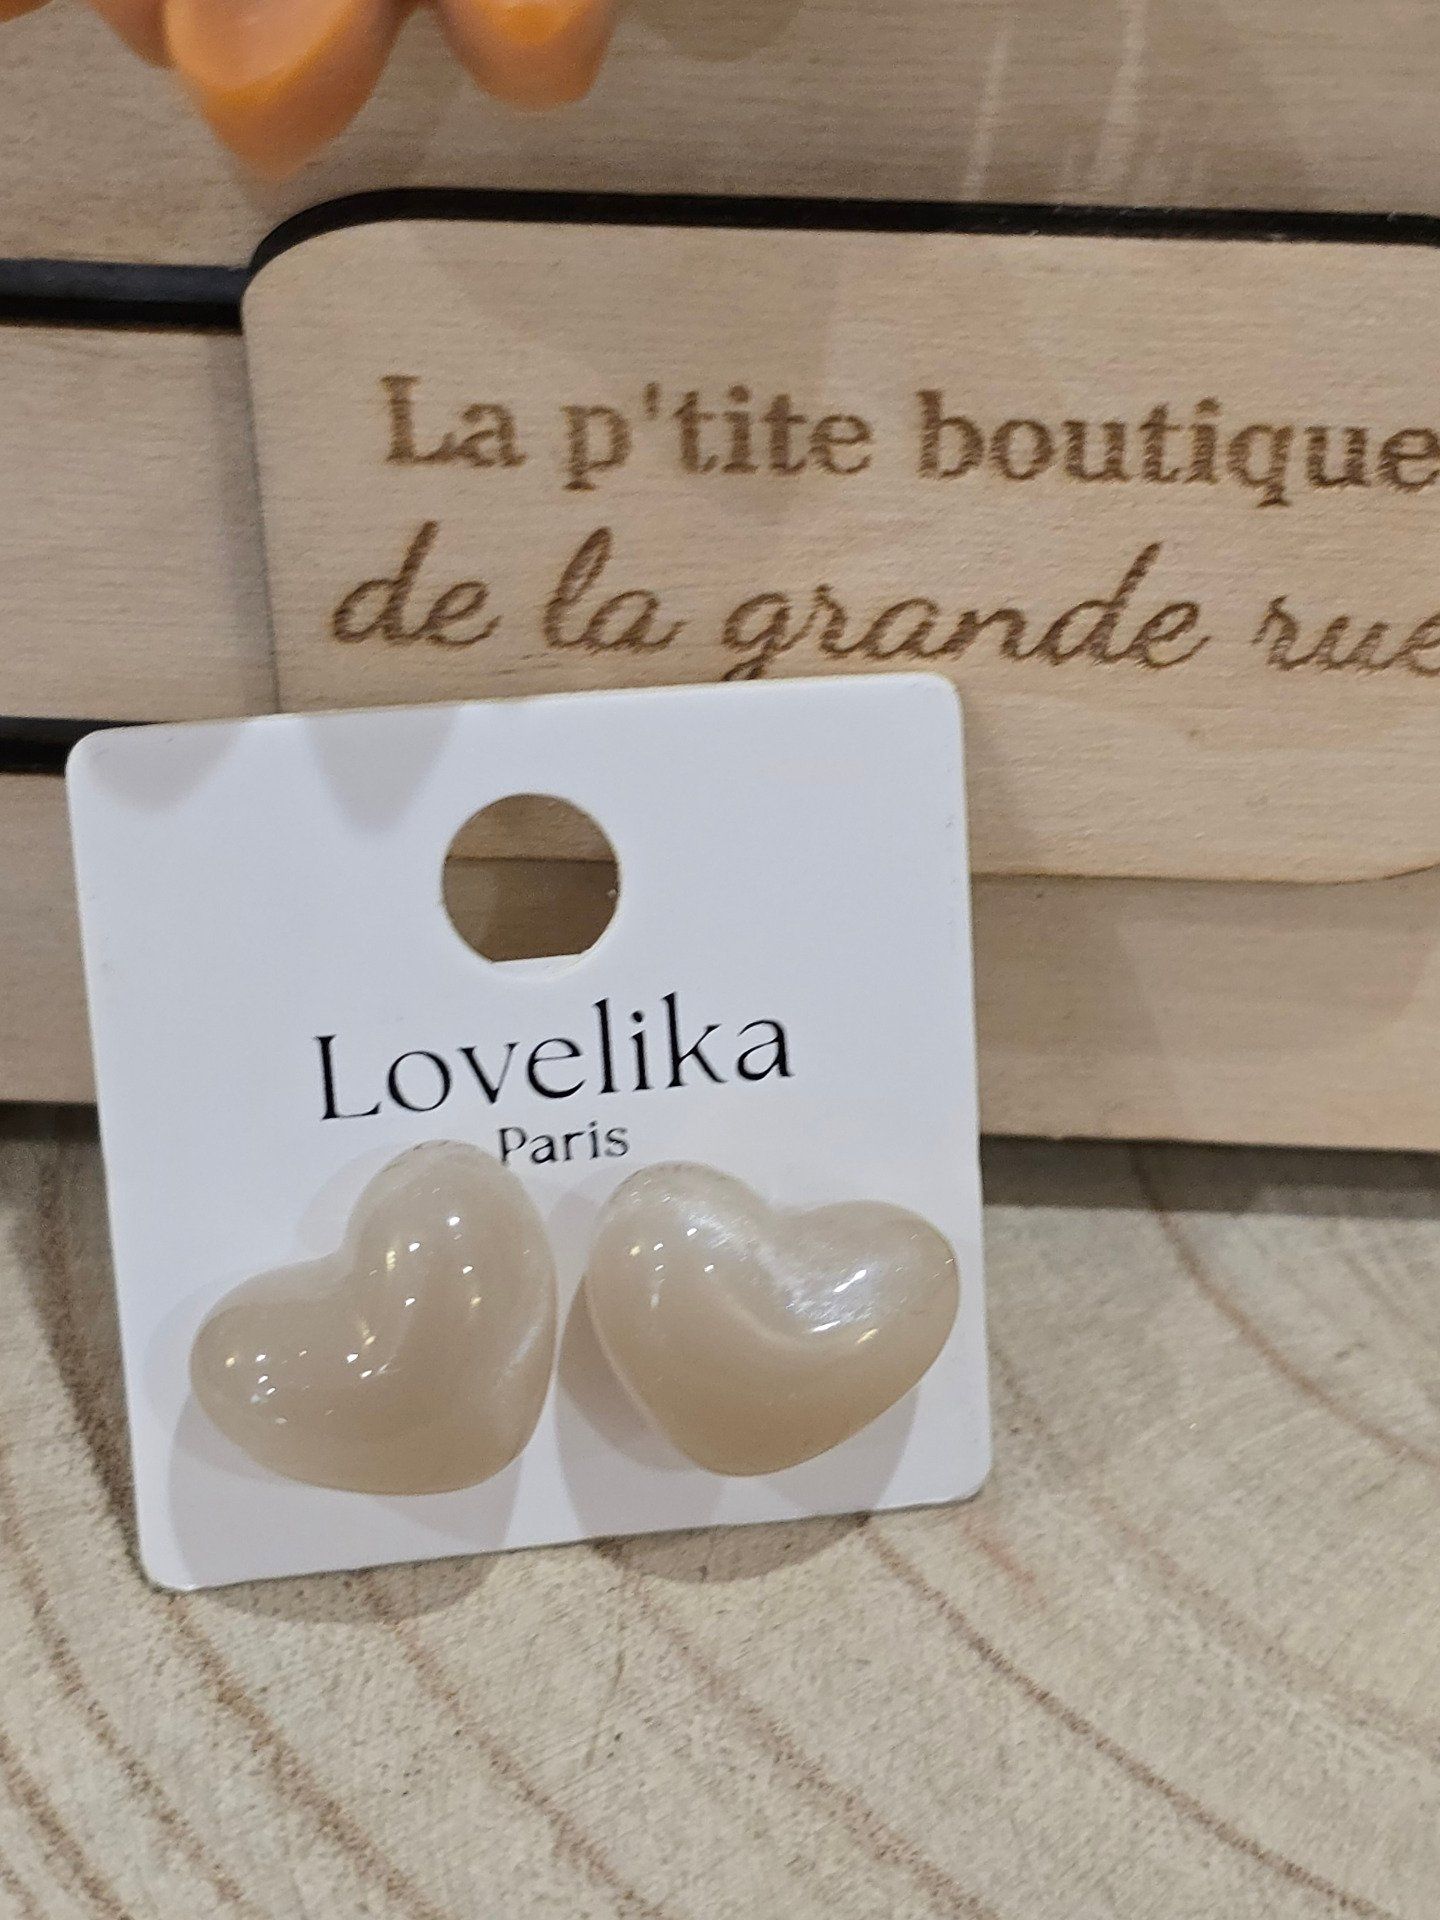 La p'tite boutique
de la grande rue
Lovelika
Paris